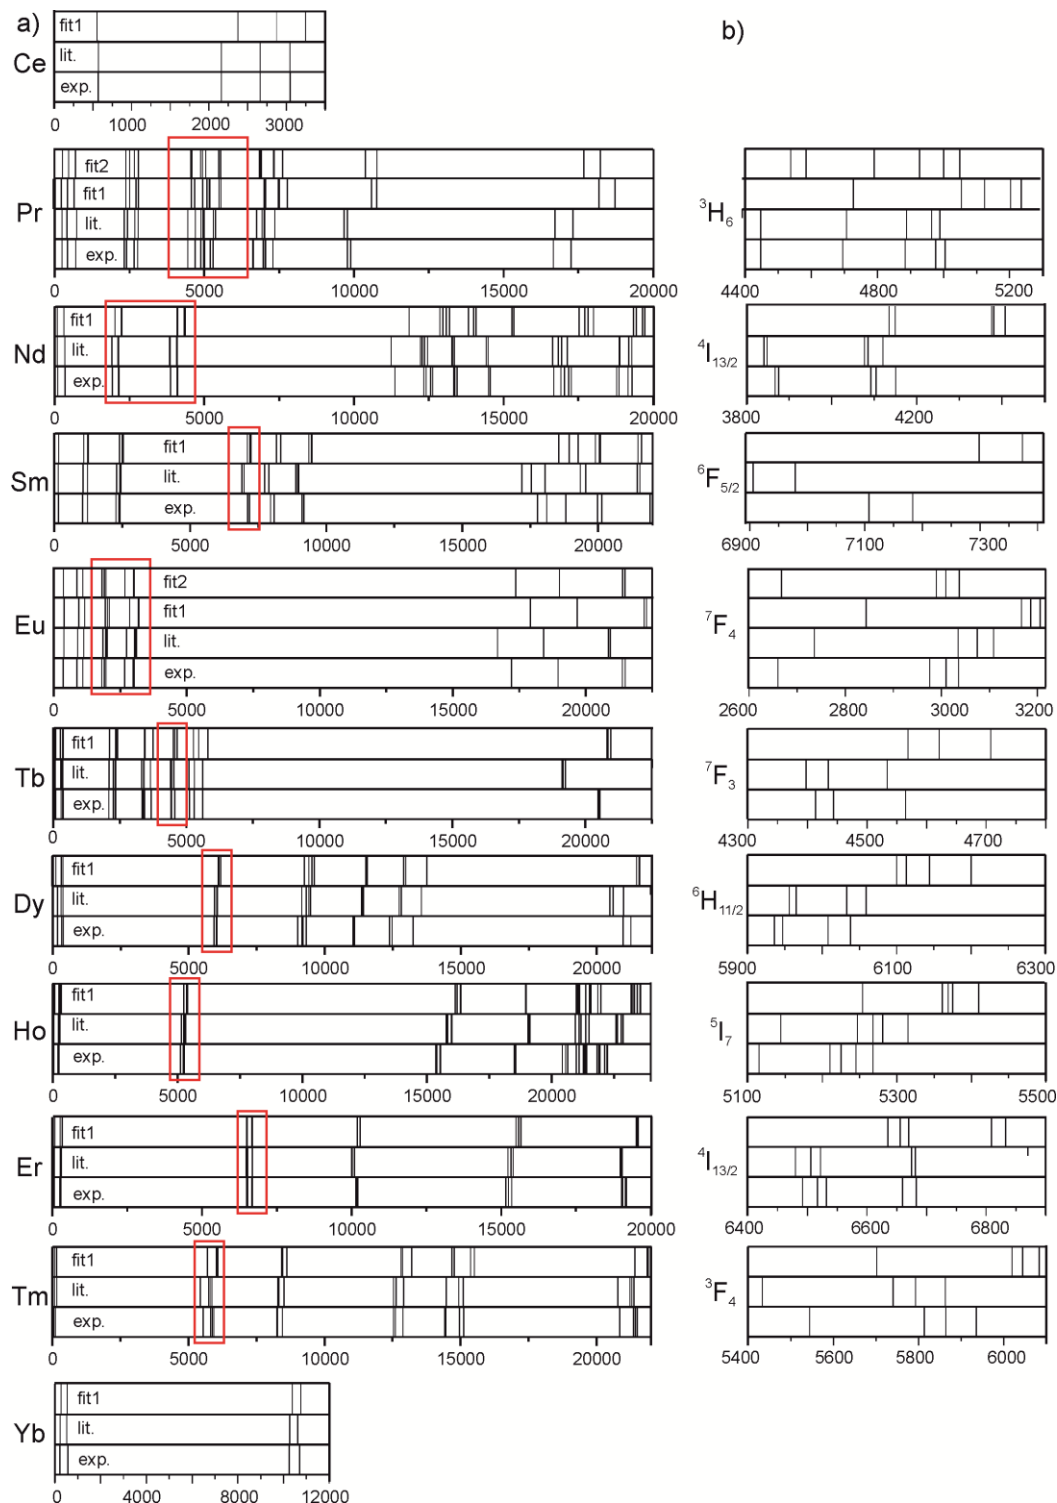 a)
b)
Ce
fit1
lit.
exp.
0 1000 2000 3000
Pr
fit2
fit1
lit.
exp.
0 5000 10000 15000 20000
³H₆
4400 4800 5200
Nd
fit1
lit.
exp.
0 5000 10000 15000 20000
⁴I₁₃/₂
3800 4200
Sm
fit1
lit.
exp.
0 5000 10000 15000 20000
⁶F₅/₂
6900 7100 7300
Eu
fit2
fit1
lit.
exp.
0 5000 10000 15000 20000
⁷F₄
2600 2800 3000 3200
Tb
fit1
lit.
exp.
0 5000 10000 15000 20000
⁷F₃
4300 4500 4700
Dy
fit1
lit.
exp.
0 5000 10000 15000 20000
⁶H₁₁/₂
5900 6100 6300
Ho
fit1
lit.
exp.
0 5000 10000 15000 20000
⁵I₇
5100 5300 5500
Er
fit1
lit.
exp.
0 5000 10000 15000 20000
⁴I₁₃/₂
6400 6600 6800
Tm
fit1
lit.
exp.
0 5000 10000 15000 20000
³F₄
5400 5600 5800 6000
Yb
fit1
lit.
exp.
0 4000 8000 12000